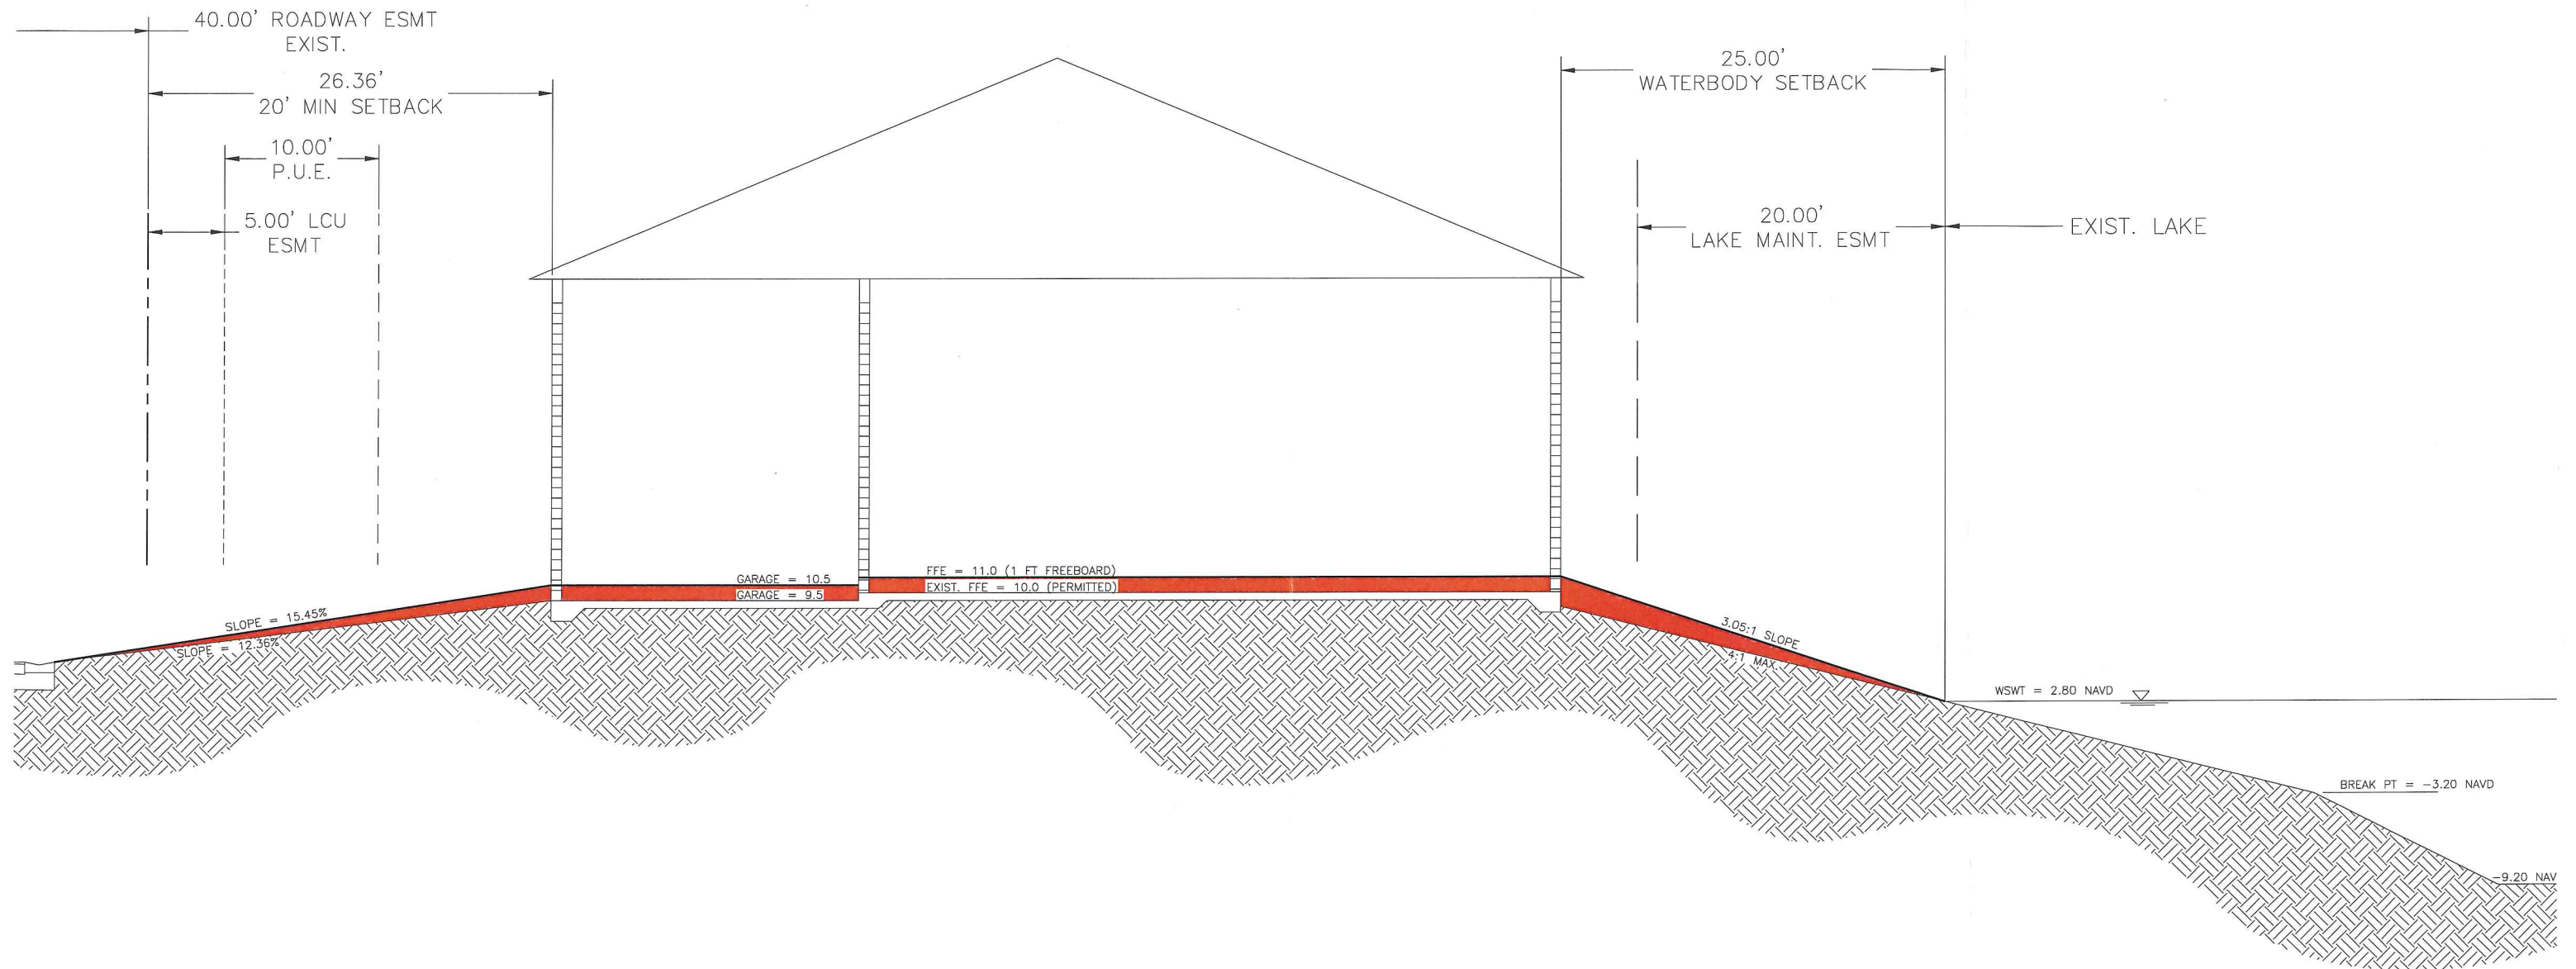 40.00' ROADWAY ESMT
EXIST.
26.36'
20' MIN SETBACK
10.00'
P.U.E.
5.00' LCU
ESMT
25.00'
WATERBODY SETBACK
20.00'
LAKE MAINT. ESMT
EXIST. LAKE
GARAGE = 10.5
GARAGE = 9.5
FFE = 11.0 (1 FT FREEBOARD)
EXIST. FFE = 10.0 (PERMITTED)
SLOPE = 15.45%
SLOPE = 12.36%
3.05:1 SLOPE
4:1 MAX.
WSWT = 2.80 NAVD
BREAK PT = -3.20 NAVD
-9.20 NAV